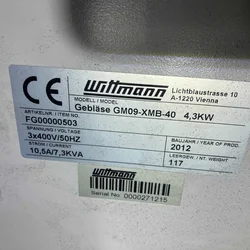 CE Wittmann Lichtblaustrasse 10
A-1220 Vienna
MODELL / MODEL
Gebläse GM09-XMB-40 4,3KW
ARTIKELNR. / ITEM NO.
FG00000503
SPANNUNG / VOLTAGE
BAUJAHR / YEAR OF PROD.
3x400V/50HZ
2012
STROM / CURRENT
LEERGEW. / NT. WEIGHT
10,5A/7,3KVA
117
Wittmann
Serial No 0000271215